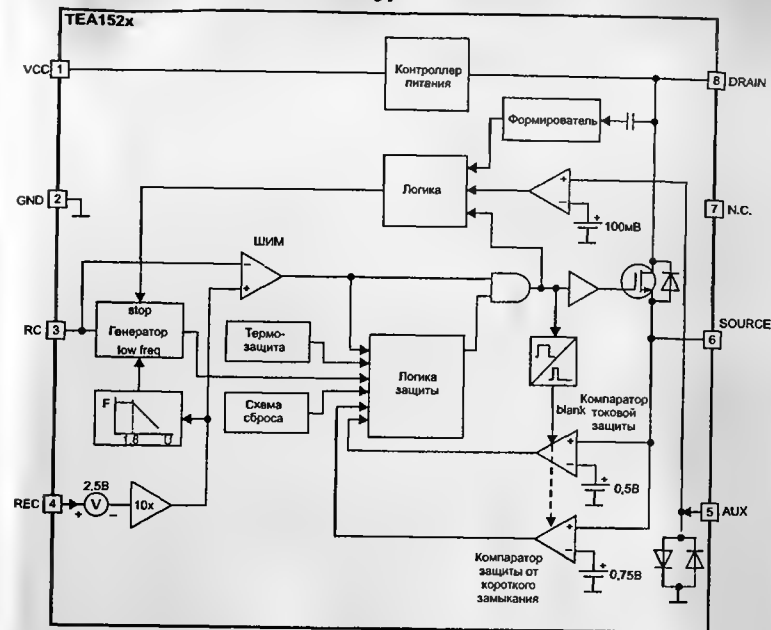 TEA152x
VCC
1
Контроллер
питания
8
DRAIN
Формирователь
GND
2
Логика
+
−
100мВ
7
N.C.
ШИМ
−
+
RC
3
stop
Генератор
low freq
Термо-
защита
Логика
защиты
SOURCE
6
F
1,8
U
Схема
сброса
blank
Компаратор
токовой
защиты
+
−
0,5В
REC
4
2,5В
+
V
−
10x
5
AUX
+
−
0,75В
Компаратор
защиты от
короткого
замыкания